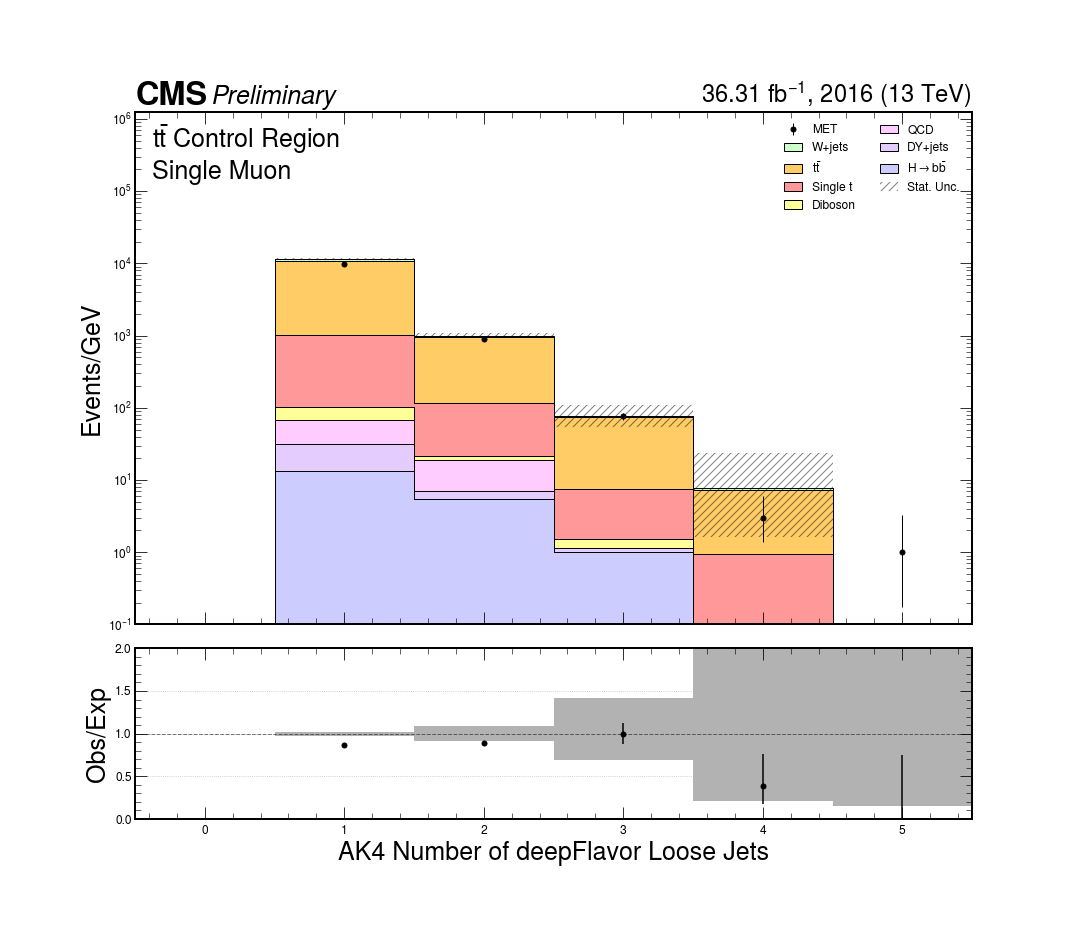 CMS Preliminary 36.31 fb⁻¹, 2016 (13 TeV)
tt̄ Control Region
Single Muon
MET
W+jets
tt̄
Single t
Diboson
QCD
DY+jets
H→bb̄
Stat. Unc.
Events/GeV
10⁶
10⁵
10⁴
10³
10²
10¹
10⁰
10⁻¹
Obs/Exp
2.0
1.5
1.0
0.5
0.0
0 1 2 3 4 5
AK4 Number of deepFlavor Loose Jets